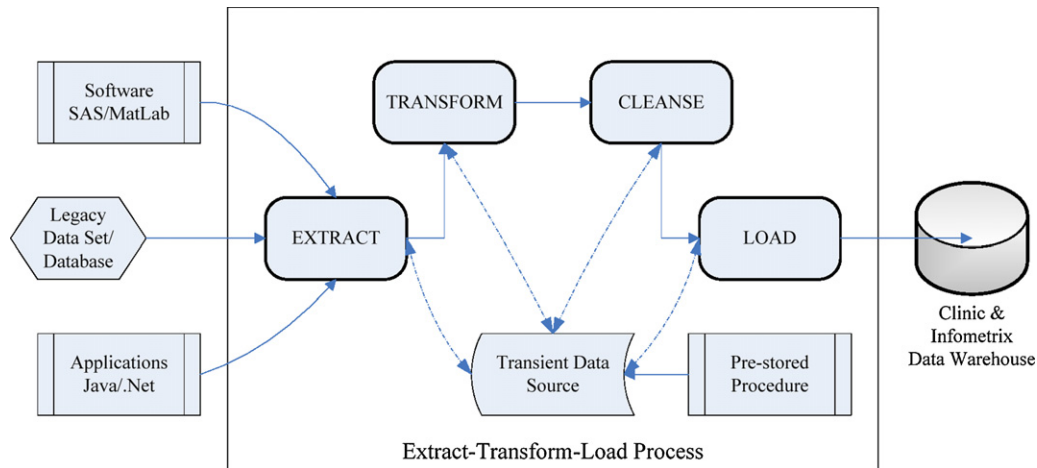 Software
SAS/MatLab
TRANSFORM
CLEANSE
Legacy
Data Set/
Database
EXTRACT
LOAD
Clinic &
Infometrix
Data Warehouse
Applications
Java/.Net
Transient Data
Source
Pre-stored
Procedure
Extract-Transform-Load Process